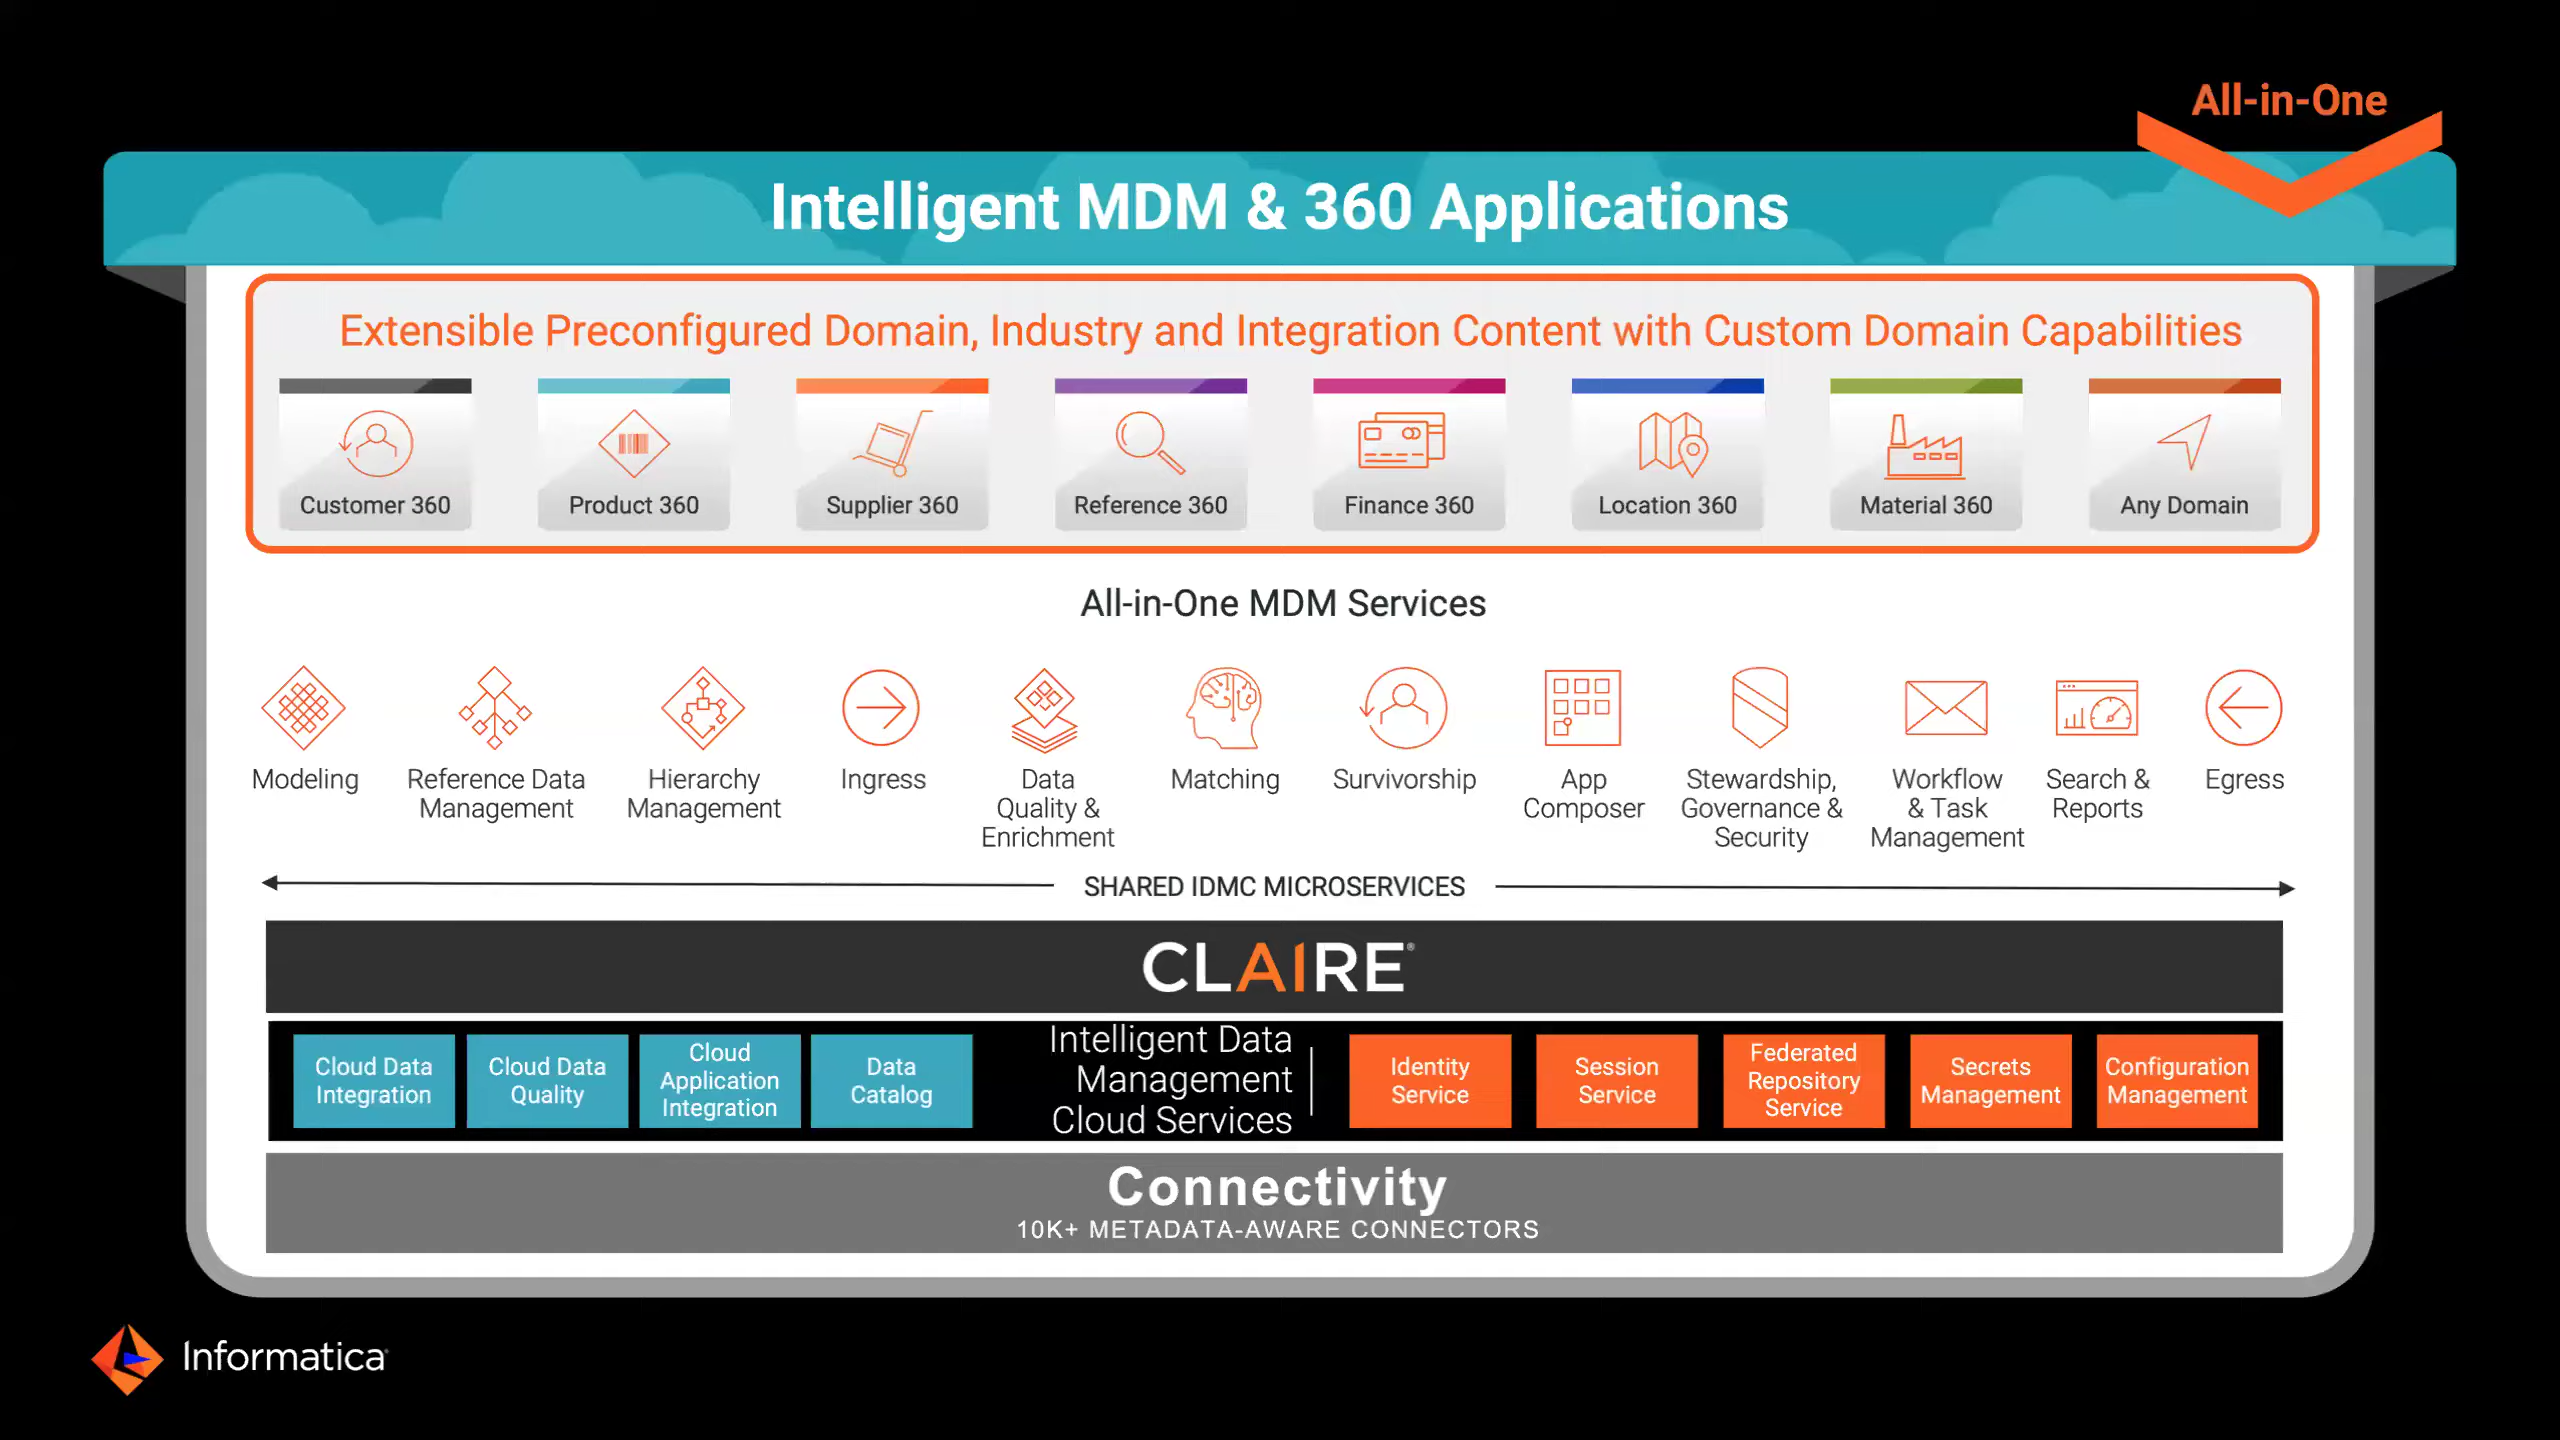 All-in-One
Intelligent MDM & 360 Applications
Extensible Preconfigured Domain, Industry and Integration Content with Custom Domain Capabilities
Customer 360
Product 360
Supplier 360
Reference 360
Finance 360
Location 360
Material 360
Any Domain
All-in-One MDM Services
Modeling
Reference Data
Management
Hierarchy
Management
Ingress
Data
Quality &
Enrichment
Matching
Survivorship
App
Composer
Stewardship,
Governance &
Security
Workflow
& Task
Management
Search &
Reports
Egress
SHARED IDMC MICROSERVICES
CLAIRE®
Cloud Data
Integration
Cloud Data
Quality
Cloud
Application
Integration
Data
Catalog
Intelligent Data
Management
Cloud Services
Identity
Service
Session
Service
Federated
Repository
Service
Secrets
Management
Configuration
Management
Connectivity
10K+ METADATA-AWARE CONNECTORS
Informatica